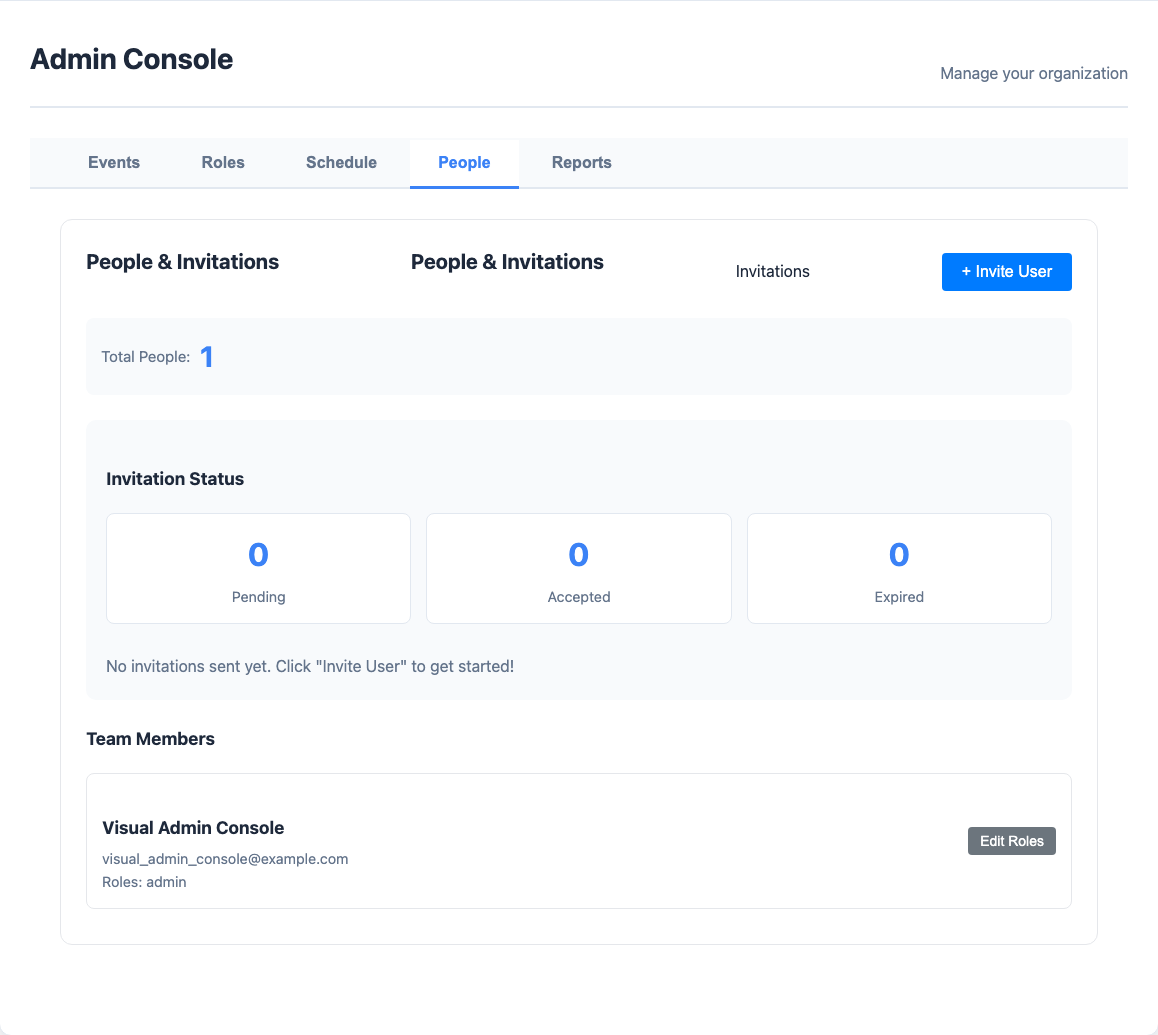 Admin Console
Manage your organization
Events Roles Schedule People Reports
People & Invitations People & Invitations Invitations + Invite User
Total People: 1
Invitation Status
0 0 0
Pending Accepted Expired
No invitations sent yet. Click "Invite User" to get started!
Team Members
Visual Admin Console
visual_admin_console@example.com
Roles: admin
Edit Roles